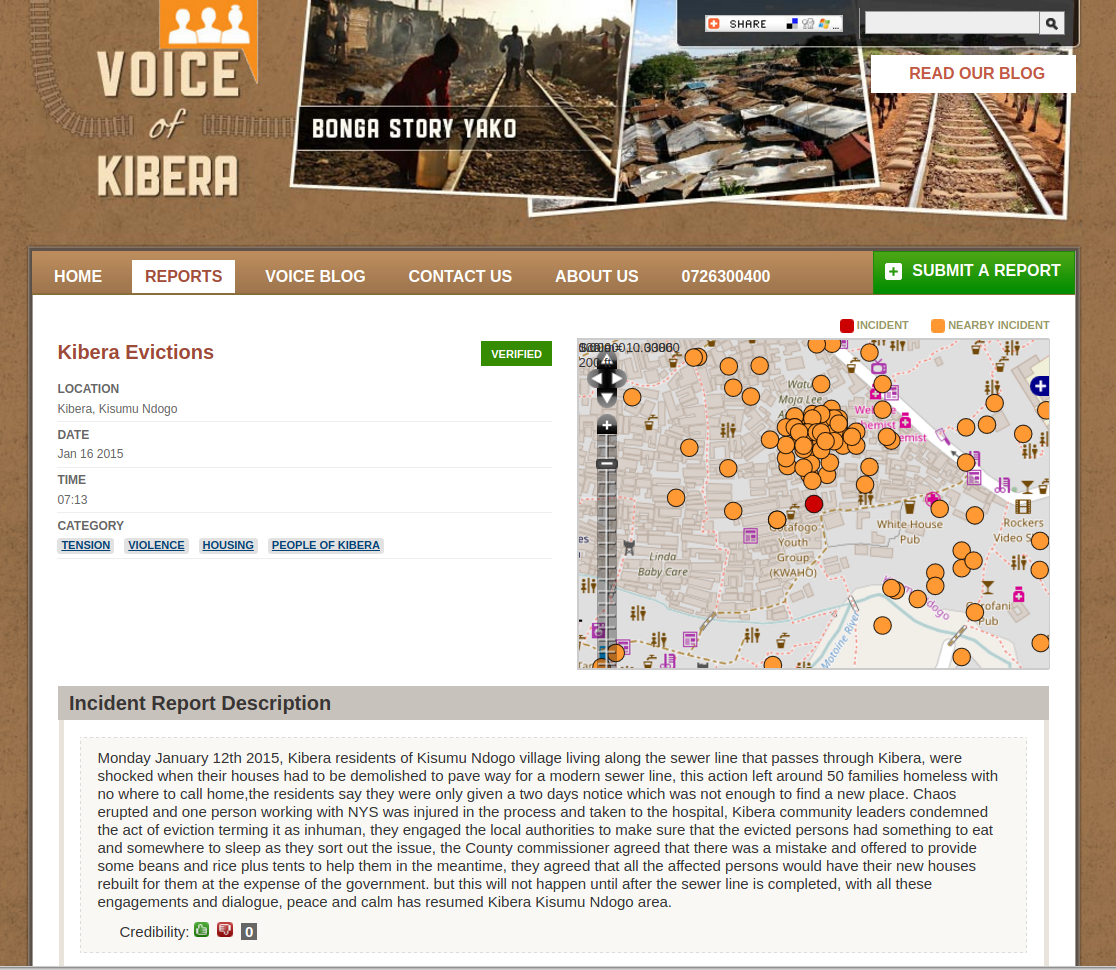 VOICE
of
KIBERA
BONGA STORY YAKO
SHARE
READ OUR BLOG
HOME
REPORTS
VOICE BLOG
CONTACT US
ABOUT US
0726300400
SUBMIT A REPORT
INCIDENT
NEARBY INCIDENT
Kibera Evictions
VERIFIED
LOCATION
Kibera, Kisumu Ndogo
DATE
Jan 16 2015
TIME
07:13
CATEGORY
TENSION
VIOLENCE
HOUSING
PEOPLE OF KIBERA
Moja Lee
Linda
Baby Care
Youth
Group
(KWAHO)
White House
Pub
Rockers
Pub
Motoine River
Incident Report Description
Monday January 12th 2015, Kibera residents of Kisumu Ndogo village living along the sewer line that passes through Kibera, were
shocked when their houses had to be demolished to pave way for a modern sewer line, this action left around 50 families homeless with
no where to call home,the residents say they were only given a two days notice which was not enough to find a new place. Chaos
erupted and one person working with NYS was injured in the process and taken to the hospital, Kibera community leaders condemned
the act of eviction terming it as inhuman, they engaged the local authorities to make sure that the evicted persons had something to eat
and somewhere to sleep as they sort out the issue, the County commissioner agreed that there was a mistake and offered to provide
some beans and rice plus tents to help them in the meantime, they agreed that all the affected persons would have their new houses
rebuilt for them at the expense of the government. but this will not happen until after the sewer line is completed, with all these
engagements and dialogue, peace and calm has resumed Kibera Kisumu Ndogo area.
Credibility:
0